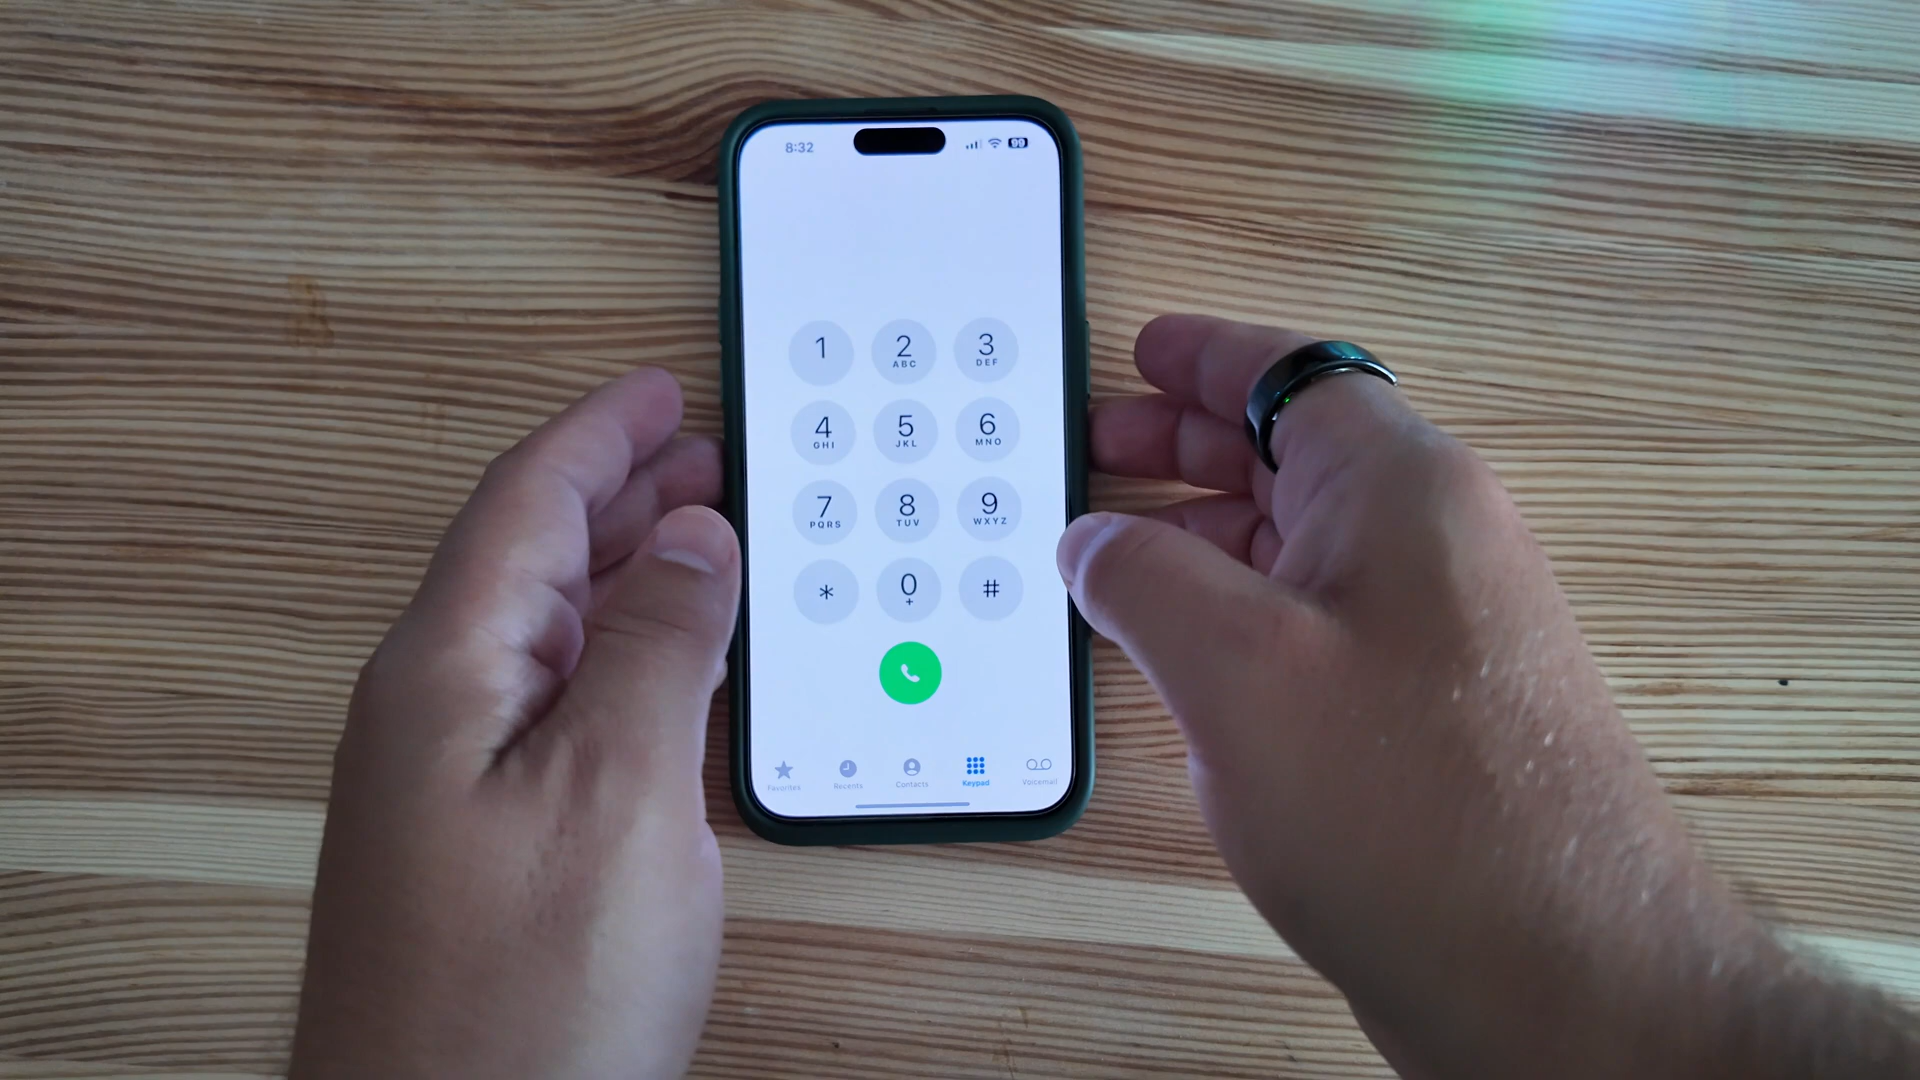 8:32 99
1 2 3
ABC DEF
4 5 6
GHI JKL MNO
7 8 9
PQRS TUV WXYZ
* 0 #
+
Favorites Recents Contacts Keypad Voicemail